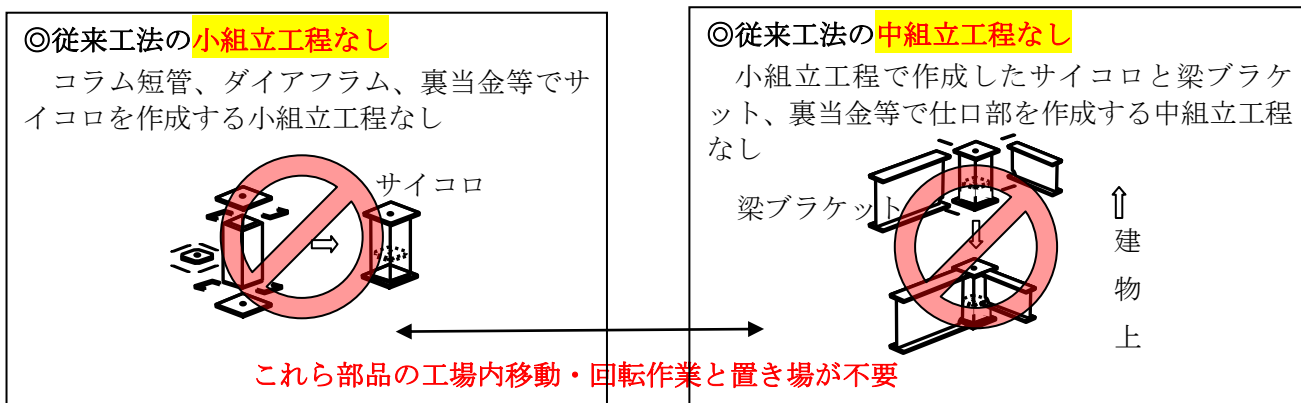 ◎従来工法の小組立工程なし
コラム短管、ダイアフラム、裏当金等でサ
イコロを作成する小組立工程なし
サイコロ
◎従来工法の中組立工程なし
小組立工程で作成したサイコロと梁ブラケ
ット、裏当金等で仕口部を作成する中組立工程
なし
梁ブラケット
⇑建物上
これら部品の工場内移動・回転作業と置き場が不要